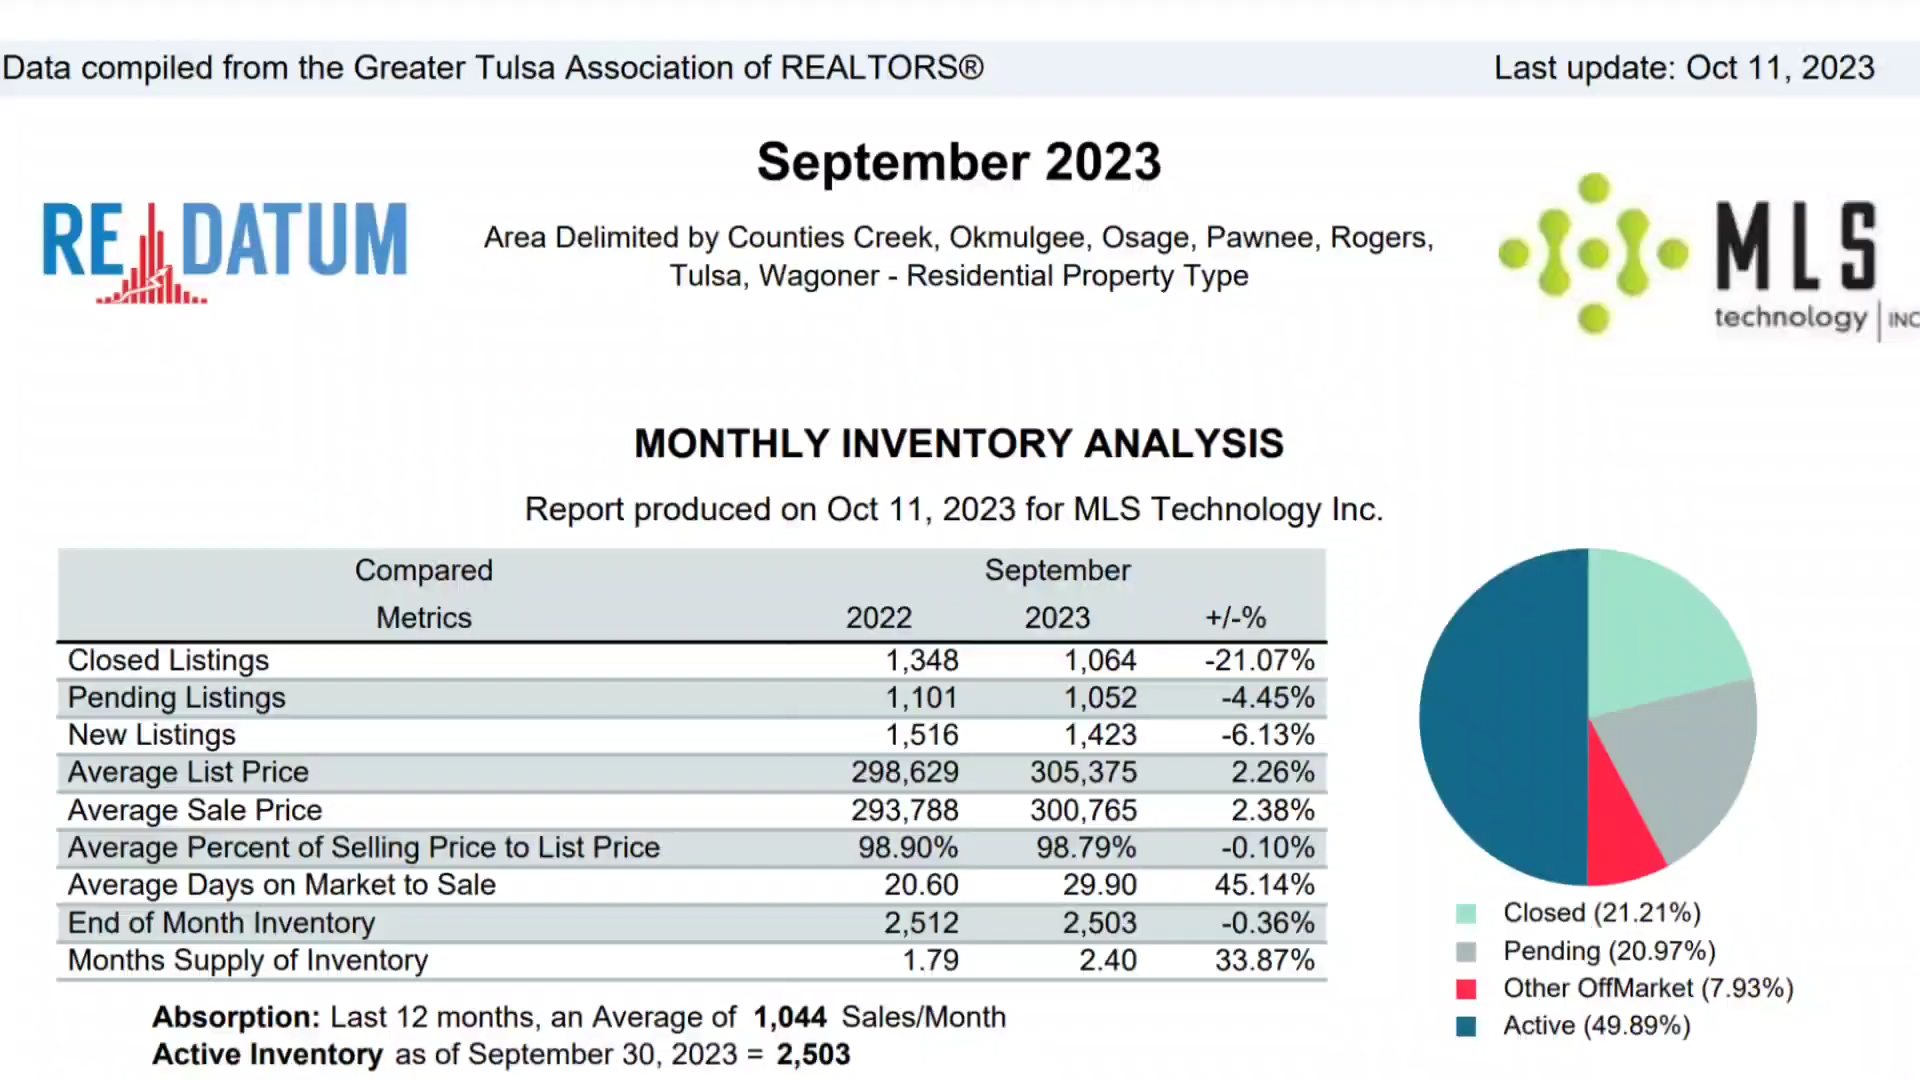 Data compiled from the Greater Tulsa Association of REALTORS® Last update: Oct 11, 2023
September 2023
RE DATUM
Area Delimited by Counties Creek, Okmulgee, Osage, Pawnee, Rogers,
Tulsa, Wagoner - Residential Property Type
MLS
technology INC
MONTHLY INVENTORY ANALYSIS
Report produced on Oct 11, 2023 for MLS Technology Inc.
Compared September
Metrics 2022 2023 +/-%
Closed Listings 1,348 1,064 -21.07%
Pending Listings 1,101 1,052 -4.45%
New Listings 1,516 1,423 -6.13%
Average List Price 298,629 305,375 2.26%
Average Sale Price 293,788 300,765 2.38%
Average Percent of Selling Price to List Price 98.90% 98.79% -0.10%
Average Days on Market to Sale 20.60 29.90 45.14%
End of Month Inventory 2,512 2,503 -0.36%
Months Supply of Inventory 1.79 2.40 33.87%
Closed (21.21%)
Pending (20.97%)
Other OffMarket (7.93%)
Active (49.89%)
Absorption: Last 12 months, an Average of 1,044 Sales/Month
Active Inventory as of September 30, 2023 = 2,503